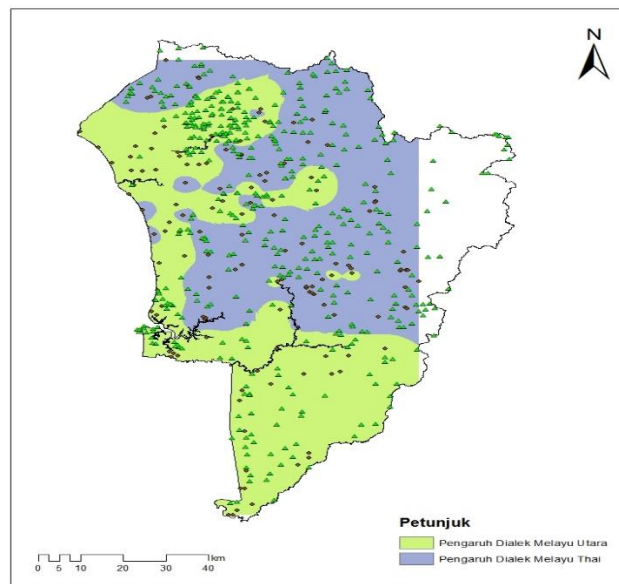 N
Petunjuk
Pengaruh Dialek Melayu Utara
Pengaruh Dialek Melayu Thai
km
0 5 10 20 30 40